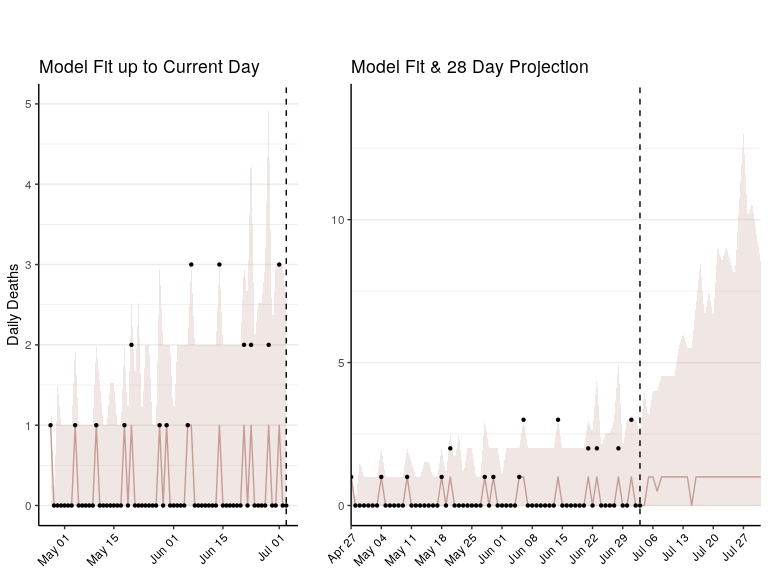 Model Fit up to Current Day
Model Fit & 28 Day Projection
Daily Deaths
5
4
3
2
1
0
10
5
0
May 01
May 15
Jun 01
Jun 15
Jul 01
Apr 27
May 04
May 11
May 18
May 25
Jun 01
Jun 08
Jun 15
Jun 22
Jun 29
Jul 06
Jul 13
Jul 20
Jul 27